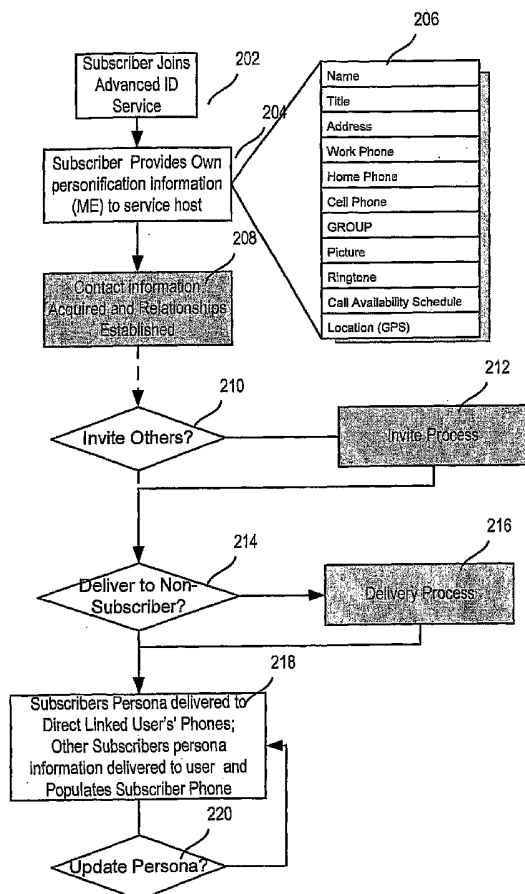 206
Subscriber Joins
Advanced ID
Service
202
Name
Title
Address
Work Phone
Home Phone
Cell Phone
GROUP
Picture
Ringtone
Call Availability Schedule
Location (GPS)
204
Subscriber Provides Own
personification information
(ME) to service host
208
Contact information
Acquired and Relationships
Established
210
Invite Others?
212
Invite Process
214
Deliver to Non-
Subscriber?
216
Delivery Process
218
Subscribers Persona delivered to
Direct Linked User's' Phones;
Other Subscribers persona
information delivered to user and
Populates Subscriber Phone
220
Update Persona?